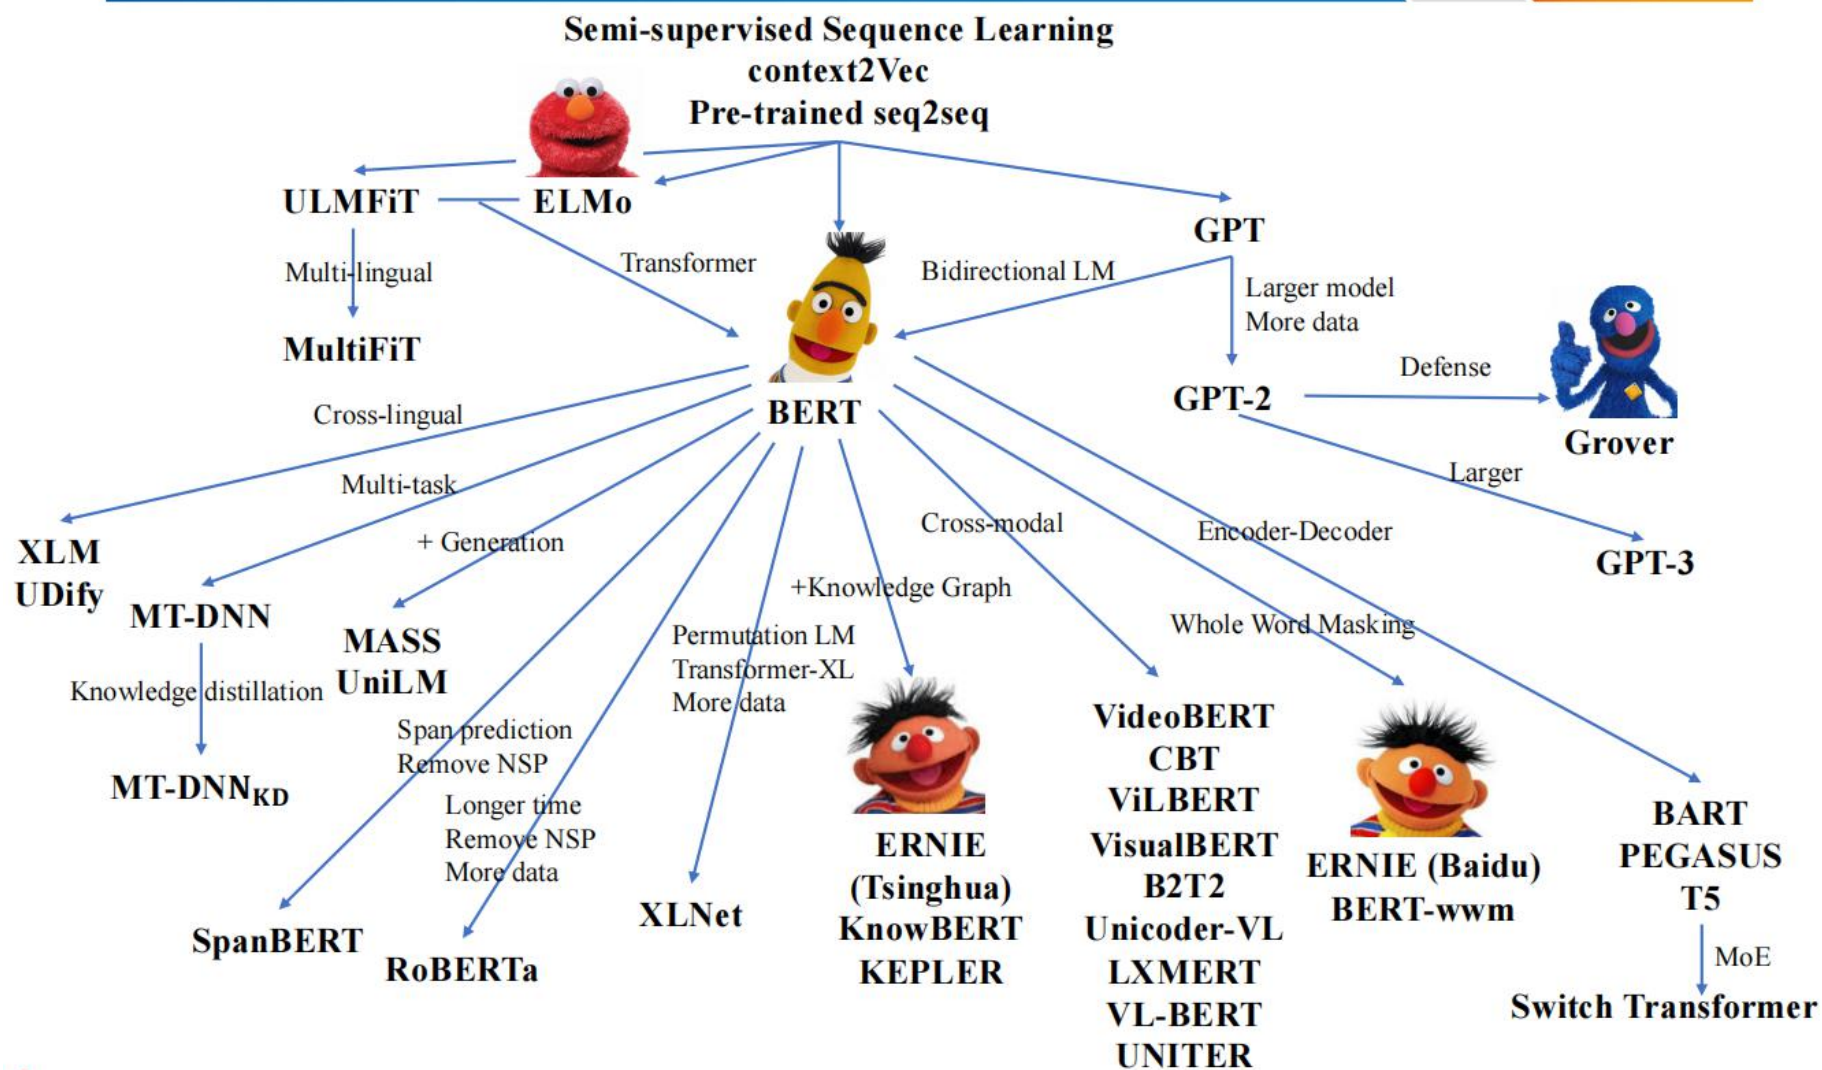 Semi-supervised Sequence Learning
context2Vec
Pre-trained seq2seq
ULMFiT
ELMo
GPT
Multi-lingual
Transformer
Bidirectional LM
Larger model
More data
MultiFiT
BERT
GPT-2
Defense
Grover
Cross-lingual
Larger
Multi-task
Cross-modal
Encoder-Decoder
+ Generation
XLM
UDify
GPT-3
+Knowledge Graph
MT-DNN
MASS
UniLM
Whole Word Masking
Permutation LM
Transformer-XL
More data
Knowledge distillation
Span prediction
Remove NSP
MT-DNNKD
Longer time
Remove NSP
More data
SpanBERT
RoBERTa
XLNet
ERNIE
(Tsinghua)
KnowBERT
KEPLER
VideoBERT
CBT
ViLBERT
VisualBERT
B2T2
Unicoder-VL
LXMERT
VL-BERT
UNITER
ERNIE (Baidu)
BERT-wwm
BART
PEGASUS
T5
MoE
Switch Transformer